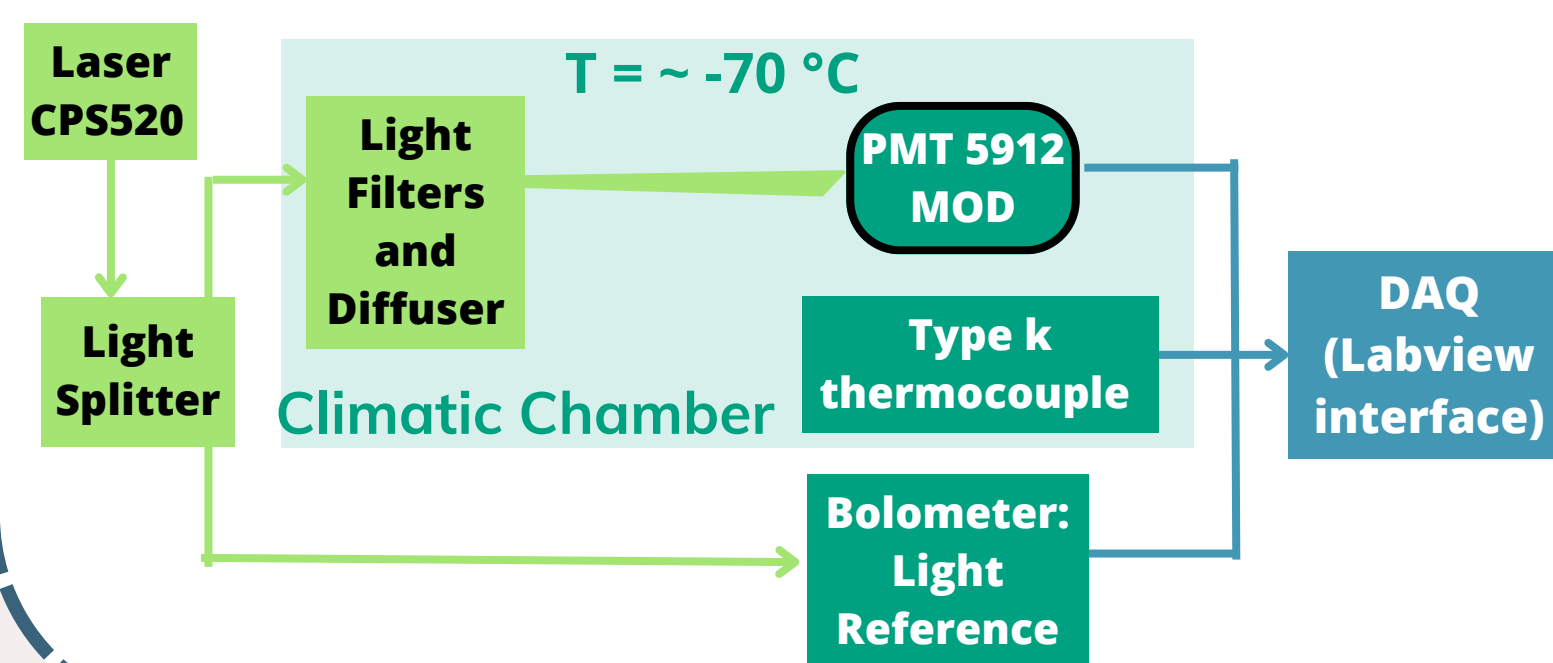 Laser
CPS520
T = ~ -70 °C
Light
Filters
and
Diffuser
PMT 5912
MOD
Light
Splitter
Type k
thermocouple
Climatic Chamber
DAQ
(Labview
interface)
Bolometer:
Light
Reference